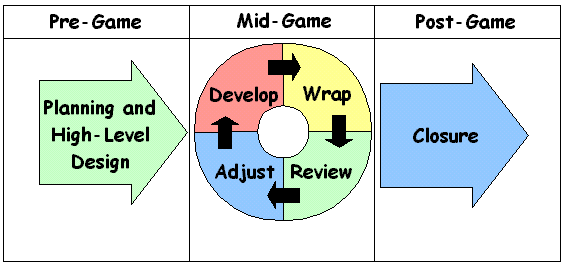 Pre-Game
Mid-Game
Post-Game
Planning and
High-Level
Design
Develop
Wrap
Adjust
Review
Closure